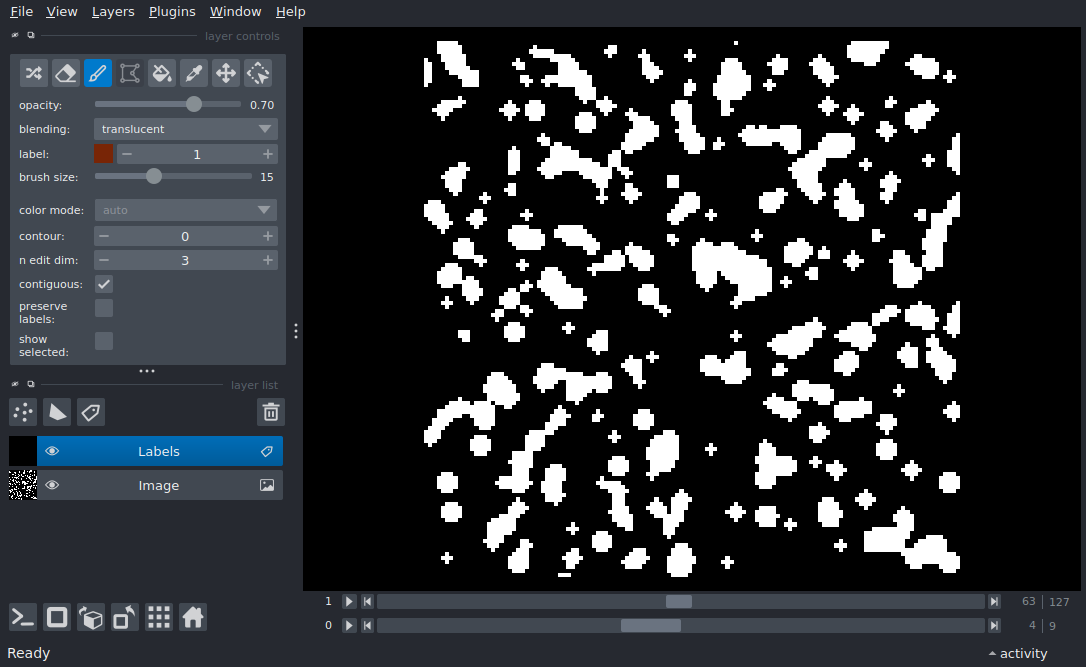 File View Layers Plugins Window Help
layer controls
opacity: 0.70
blending: translucent
label: 1
brush size: 15
color mode: auto
contour: 0
n edit dim: 3
contiguous:
preserve
labels:
show
selected:
layer list
Labels
Image
1 63 127
0 4 9
Ready activity